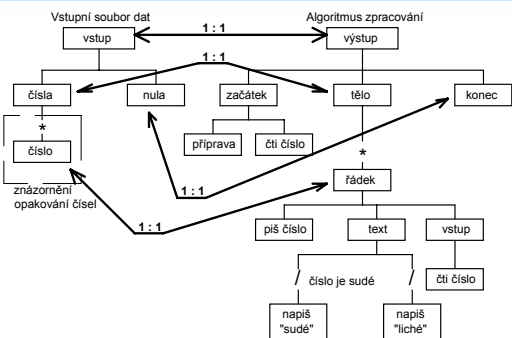 Vstupní soubor dat
Algoritmus zpracování
vstup
1 : 1
výstup
1 : 1
čísla
nula
začátek
tělo
konec
*
příprava
čti číslo
číslo
*
znázornění
opakování čísel
1 : 1
řádek
1 : 1
piš číslo
text
vstup
/ číslo je sudé /
čti číslo
napiš
"sudé"
napiš
"liché"